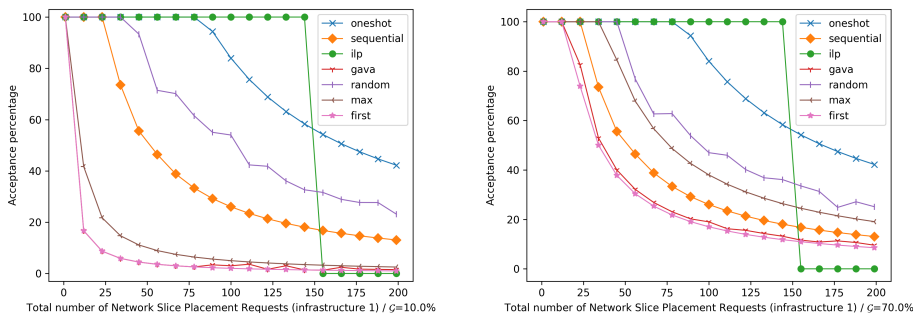 100
80
60
40
20
0
Acceptance percentage
oneshot
sequential
ilp
gava
random
max
first
0 25 50 75 100 125 150 175 200
Total number of Network Slice Placement Requests (infrastructure 1) / 𝒢=10.0%
100
80
60
40
20
0
Acceptance percentage
oneshot
sequential
ilp
gava
random
max
first
0 25 50 75 100 125 150 175 200
Total number of Network Slice Placement Requests (infrastructure 1) / 𝒢=70.0%